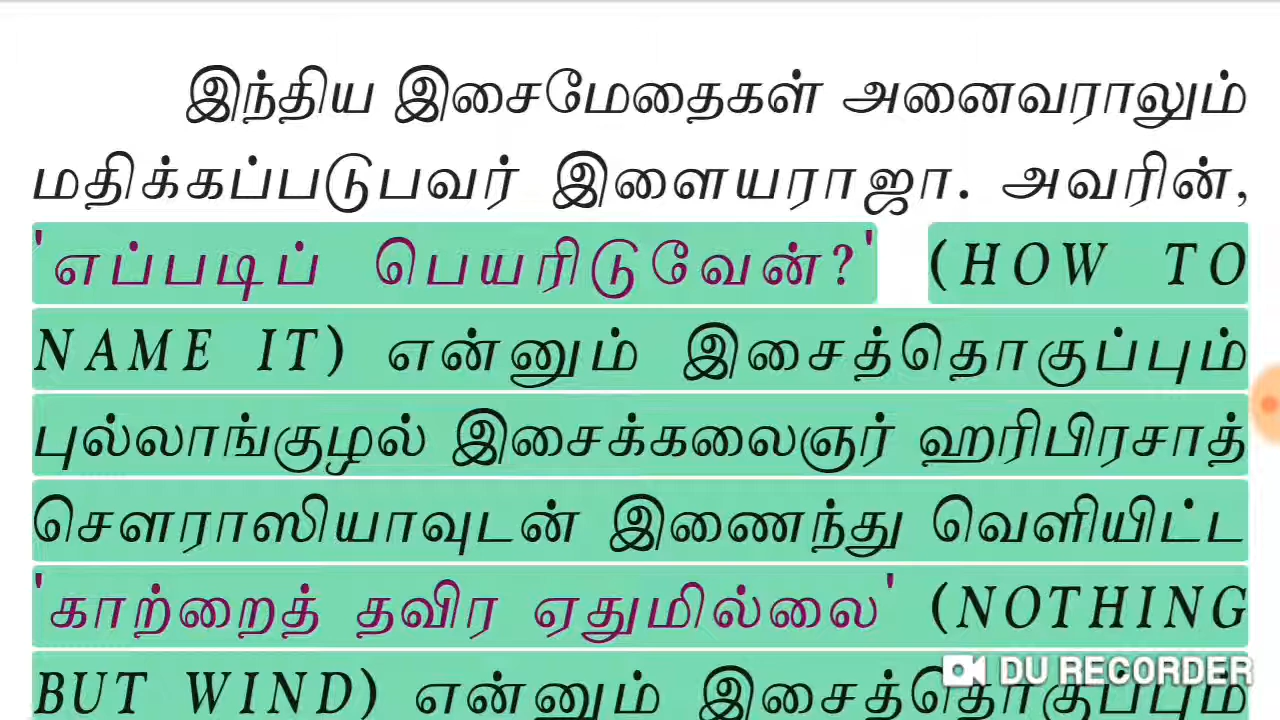 இந்திய இசைமேதைகள் அனைவராலும்
மதிக்கப்படுபவர் இளையராஜா. அவரின்,
'எப்படிப் பெயரிடுவேன்?' (HOW TO
NAME IT) என்னும் இசைத்தொகுப்பும்
புல்லாங்குழல் இசைக்கலைஞர் ஹரிபிரசாத்
சௌராஸியாவுடன் இணைந்து வெளியிட்ட
'காற்றைத் தவிர ஏதுமில்லை' (NOTHING
BUT WIND) என்னும் இசைத்தொகுப்பும்
DU RECORDER